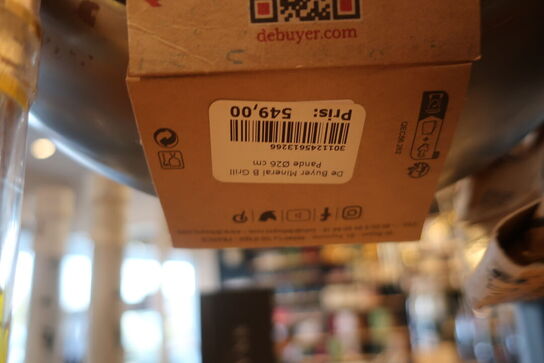 debuyer.com
De Buyer Mineral B Grill
Pande Ø26 cm
3011245613266
Pris: 549,00